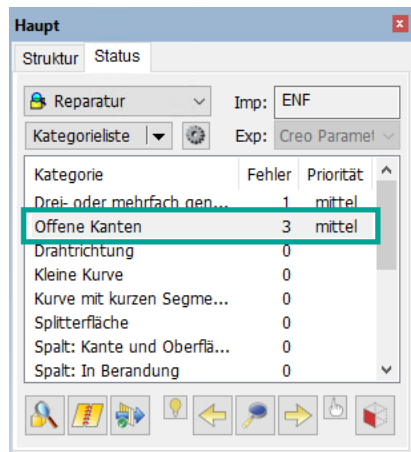 Haupt
Struktur Status
Reparatur Imp: ENF
Kategorieliste Exp: Creo Paramet
Kategorie Fehler Priorität
Drei- oder mehrfach gen... 1 mittel
Offene Kanten 3 mittel
Drahtrichtung 0
Kleine Kurve 0
Kurve mit kurzen Segme... 0
Splitterfläche 0
Spalt: Kante und Oberflä... 0
Spalt: In Berandung 0